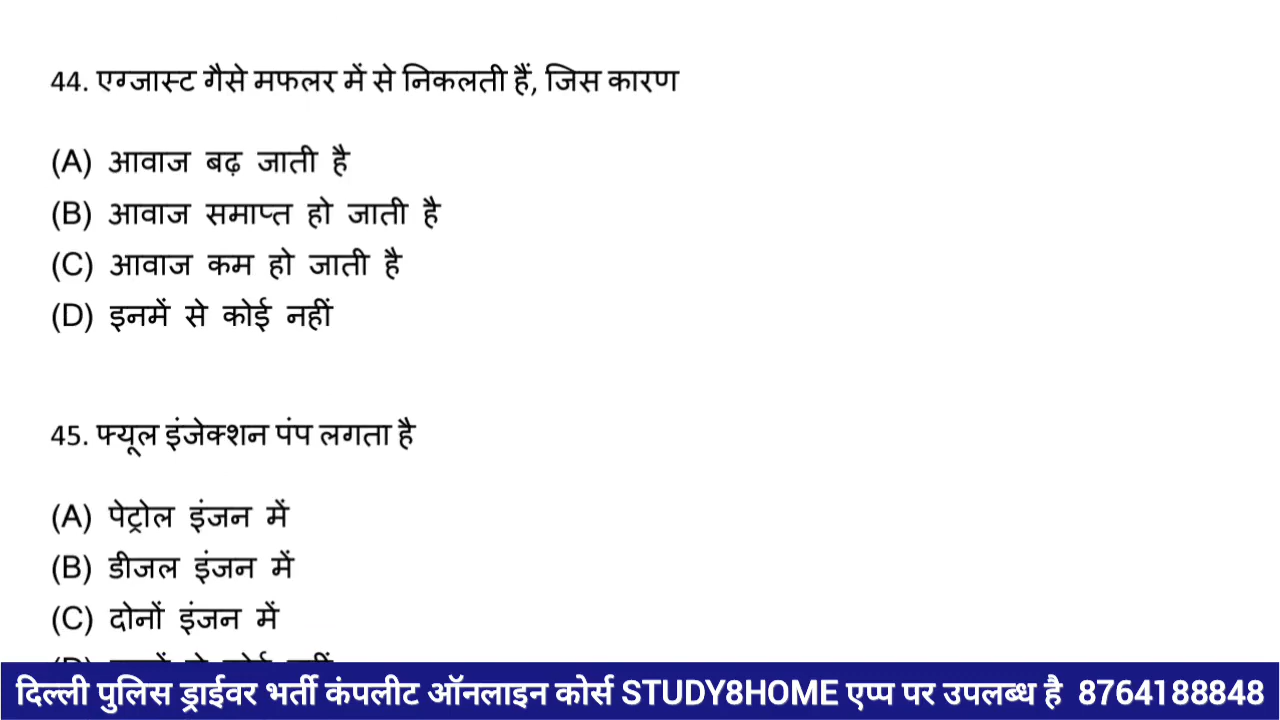 44. एग्जास्ट गैसे मफलर में से निकलती हैं, जिस कारण
(A) आवाज बढ़ जाती है
(B) आवाज समाप्त हो जाती है
(C) आवाज कम हो जाती है
(D) इनमें से कोई नहीं
45. फ्यूल इंजेक्शन पंप लगता है
(A) पेट्रोल इंजन में
(B) डीजल इंजन में
(C) दोनों इंजन में
दिल्ली पुलिस ड्राईवर भर्ती कंपलीट ऑनलाइन कोर्स STUDY8HOME एप्प पर उपलब्ध है 8764188848